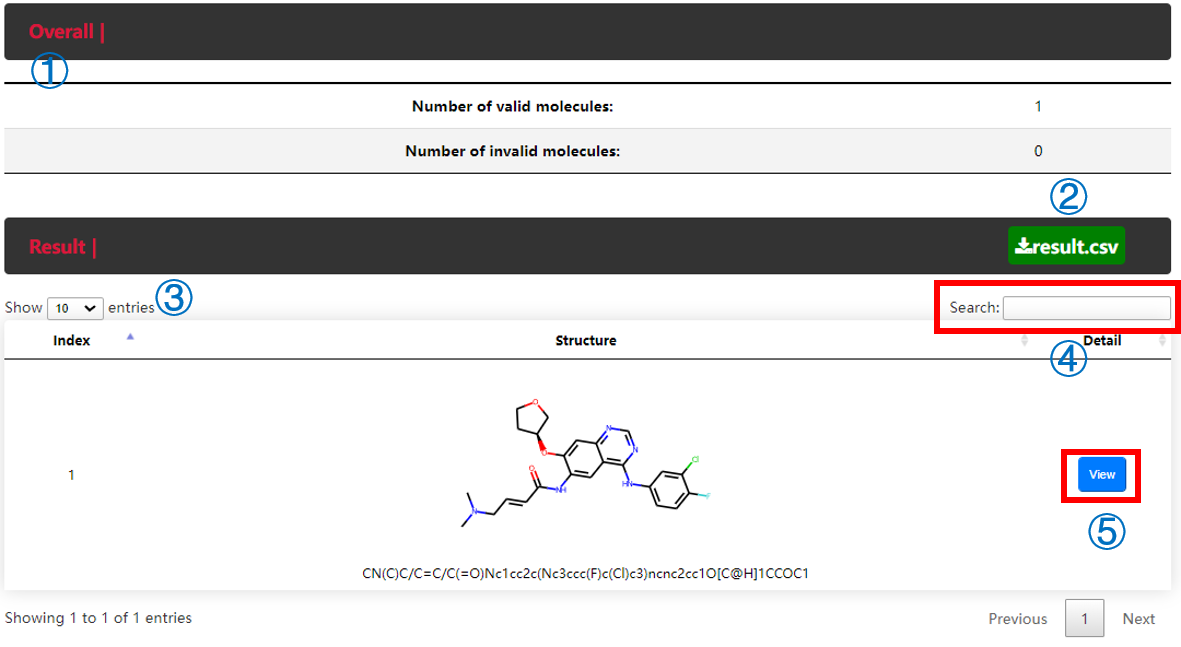 Overall |
①
Number of valid molecules: 1
Number of invalid molecules: 0
②
Result | result.csv
Show 10 entries ③ Search:
Index Structure Detail
④
O
O N
N
O Cl
NH HN
N F
1 View
⑤
CN(C)C/C=C/C(=O)Nc1cc2c(Nc3ccc(F)c(Cl)c3)ncnc2cc1O[C@H]1CCOC1
Showing 1 to 1 of 1 entries Previous 1 Next